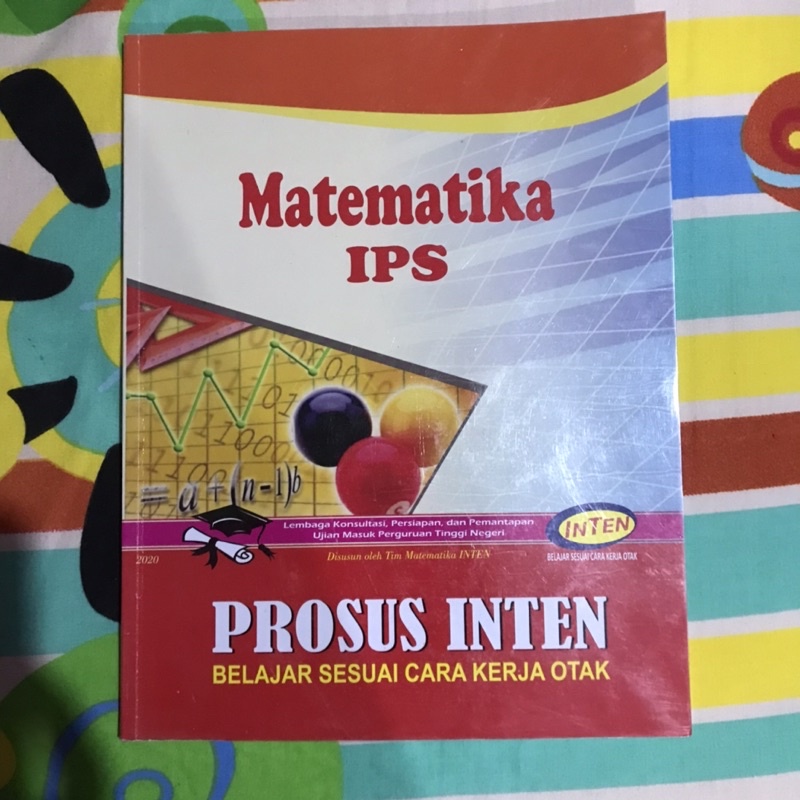 Matematika
IPS
= a + (n-1)b
Lembaga Konsultasi, Persiapan, dan Pemantapan
Ujian Masuk Perguruan Tinggi Negeri
INTEN
BELAJAR SESUAI CARA KERJA OTAK
2020
Disusun oleh Tim Matematika INTEN
PROSUS INTEN
BELAJAR SESUAI CARA KERJA OTAK